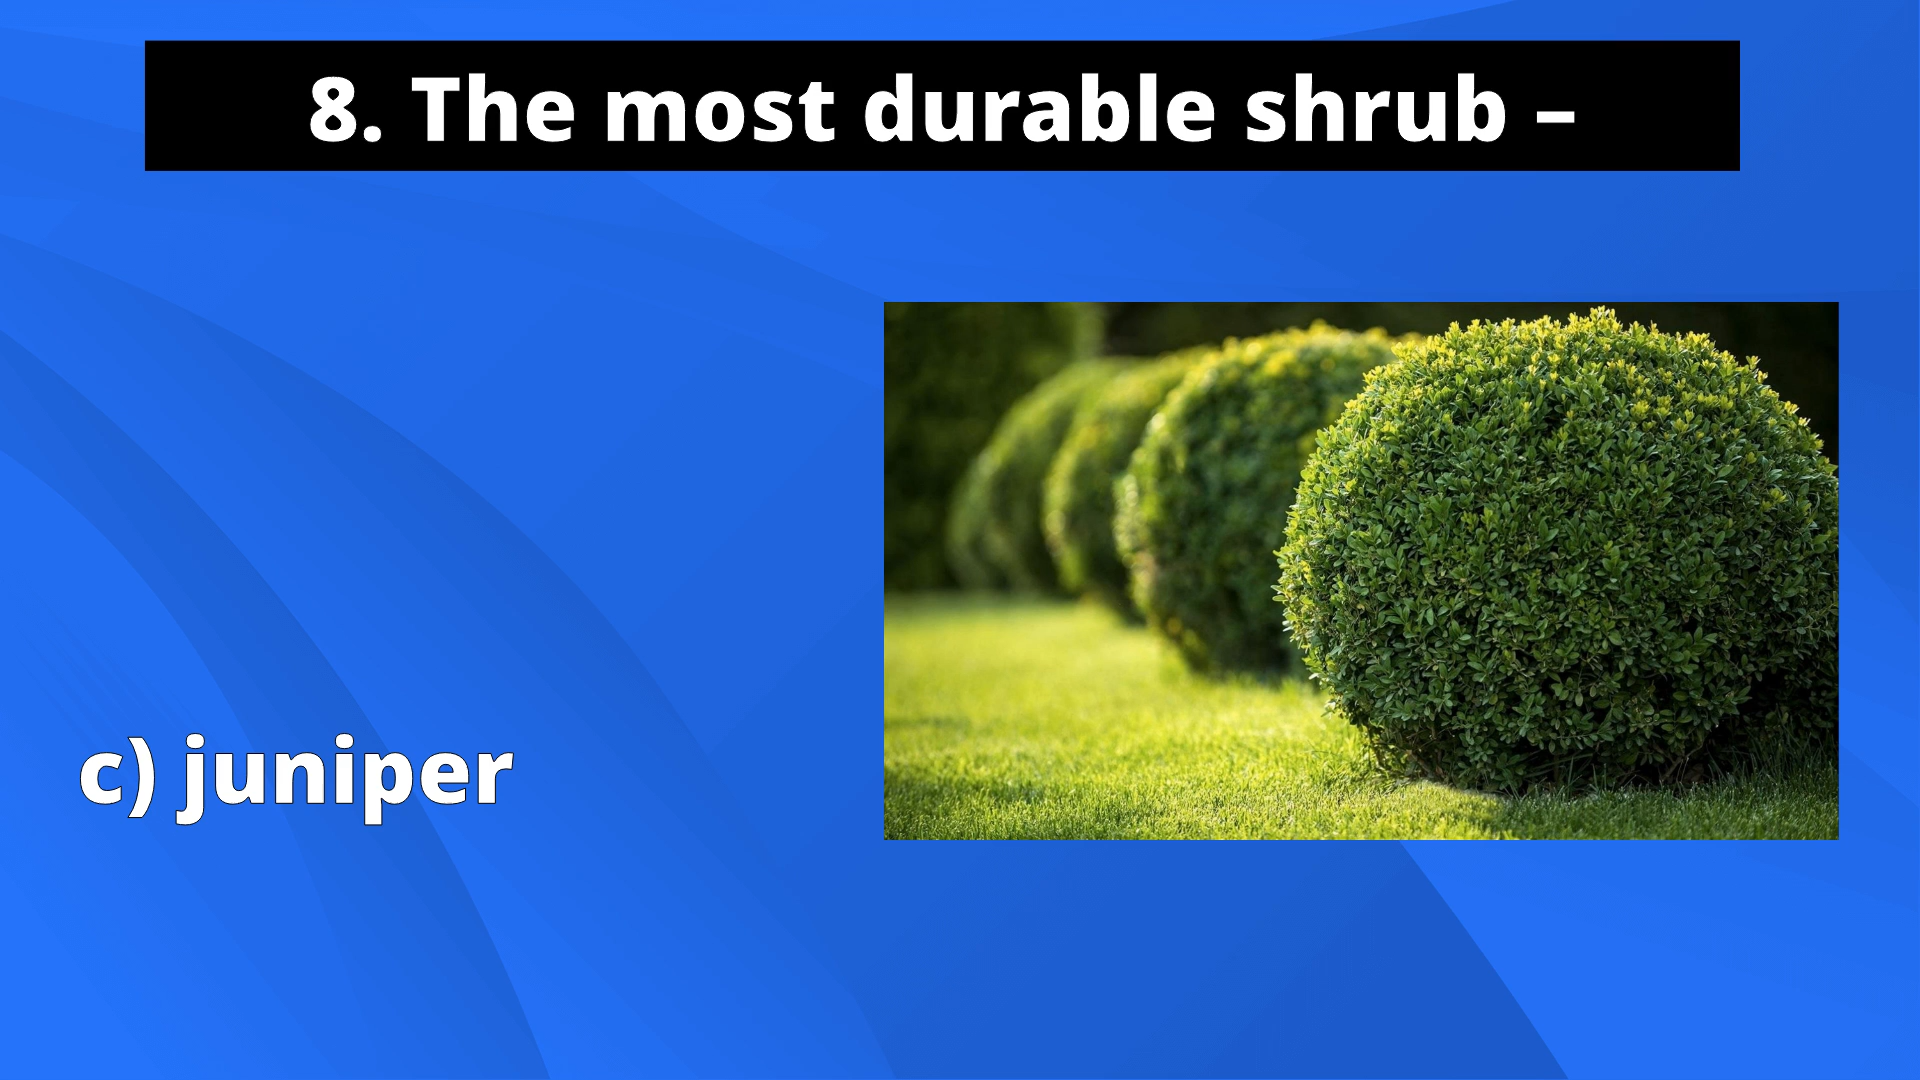 8. The most durable shrub –
c) juniper